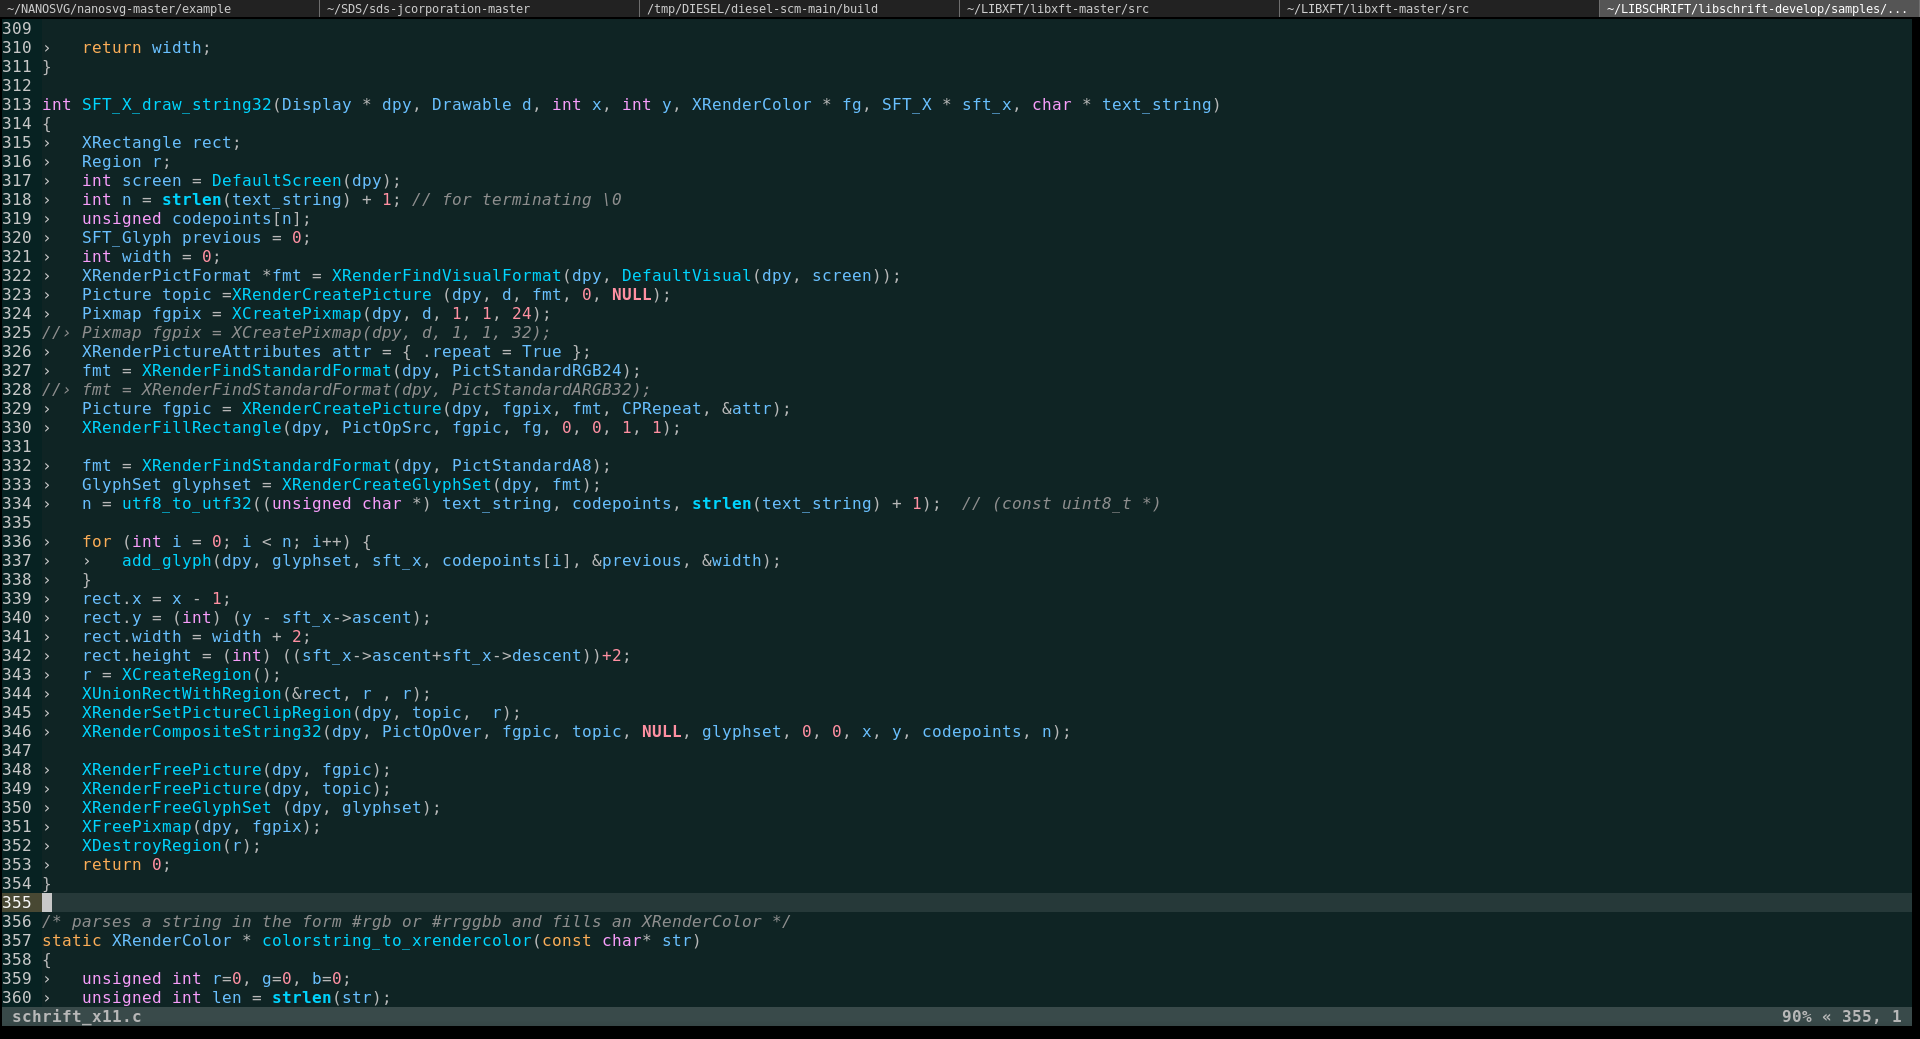 ~/NANOSVG/nanosvg-master/example ~/SDS/sds-jcorporation-master /tmp/DIESEL/diesel-scm-main/build ~/LIBXFT/libxft-master/src ~/LIBXFT/libxft-master/src ~/LIBSCHRIFT/libschrift-develop/samples/...
309
310 ›   return width;
311 }
312
313 int SFT_X_draw_string32(Display * dpy, Drawable d, int x, int y, XRenderColor * fg, SFT_X * sft_x, char * text_string)
314 {
315 ›   XRectangle rect;
316 ›   Region r;
317 ›   int screen = DefaultScreen(dpy);
318 ›   int n = strlen(text_string) + 1; // for terminating \0
319 ›   unsigned codepoints[n];
320 ›   SFT_Glyph previous = 0;
321 ›   int width = 0;
322 ›   XRenderPictFormat *fmt = XRenderFindVisualFormat(dpy, DefaultVisual(dpy, screen));
323 ›   Picture topic =XRenderCreatePicture (dpy, d, fmt, 0, NULL);
324 ›   Pixmap fgpix = XCreatePixmap(dpy, d, 1, 1, 24);
325 //› Pixmap fgpix = XCreatePixmap(dpy, d, 1, 1, 32);
326 ›   XRenderPictureAttributes attr = { .repeat = True };
327 ›   fmt = XRenderFindStandardFormat(dpy, PictStandardRGB24);
328 //› fmt = XRenderFindStandardFormat(dpy, PictStandardARGB32);
329 ›   Picture fgpic = XRenderCreatePicture(dpy, fgpix, fmt, CPRepeat, &attr);
330 ›   XRenderFillRectangle(dpy, PictOpSrc, fgpic, fg, 0, 0, 1, 1);
331
332 ›   fmt = XRenderFindStandardFormat(dpy, PictStandardA8);
333 ›   GlyphSet glyphset = XRenderCreateGlyphSet(dpy, fmt);
334 ›   n = utf8_to_utf32((unsigned char *) text_string, codepoints, strlen(text_string) + 1);  // (const uint8_t *)
335
336 ›   for (int i = 0; i < n; i++) {
337 ›   ›   add_glyph(dpy, glyphset, sft_x, codepoints[i], &previous, &width);
338 ›   }
339 ›   rect.x = x - 1;
340 ›   rect.y = (int) (y - sft_x->ascent);
341 ›   rect.width = width + 2;
342 ›   rect.height = (int) ((sft_x->ascent+sft_x->descent))+2;
343 ›   r = XCreateRegion();
344 ›   XUnionRectWithRegion(&rect, r , r);
345 ›   XRenderSetPictureClipRegion(dpy, topic,  r);
346 ›   XRenderCompositeString32(dpy, PictOpOver, fgpic, topic, NULL, glyphset, 0, 0, x, y, codepoints, n);
347
348 ›   XRenderFreePicture(dpy, fgpic);
349 ›   XRenderFreePicture(dpy, topic);
350 ›   XRenderFreeGlyphSet (dpy, glyphset);
351 ›   XFreePixmap(dpy, fgpix);
352 ›   XDestroyRegion(r);
353 ›   return 0;
354 }
355
356 /* parses a string in the form #rgb or #rrggbb and fills an XRenderColor */
357 static XRenderColor * colorstring_to_xrendercolor(const char* str)
358 {
359 ›   unsigned int r=0, g=0, b=0;
360 ›   unsigned int len = strlen(str);
schrift_x11.c 90% « 355, 1